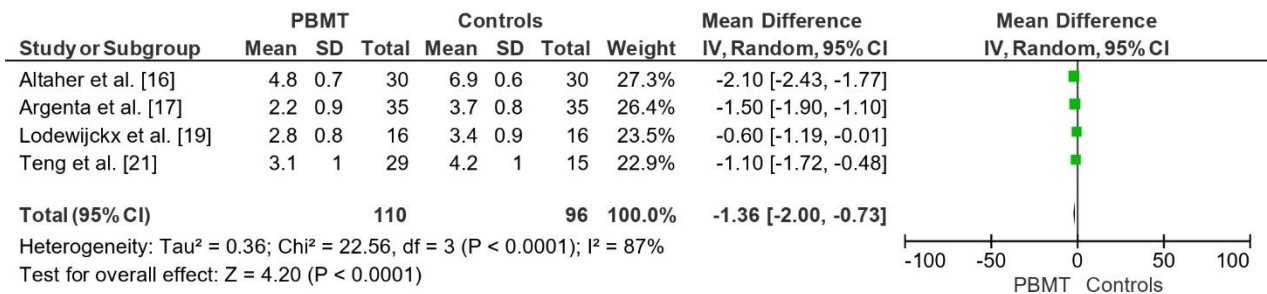 PBMT Controls Mean Difference Mean Difference
Study or Subgroup Mean SD Total Mean SD Total Weight IV, Random, 95% CI IV, Random, 95% CI
Altaher et al. [16] 4.8 0.7 30 6.9 0.6 30 27.3% -2.10 [-2.43, -1.77]
Argenta et al. [17] 2.2 0.9 35 3.7 0.8 35 26.4% -1.50 [-1.90, -1.10]
Lodewijckx et al. [19] 2.8 0.8 16 3.4 0.9 16 23.5% -0.60 [-1.19, -0.01]
Teng et al. [21] 3.1 1 29 4.2 1 15 22.9% -1.10 [-1.72, -0.48]
Total (95% CI) 110 96 100.0% -1.36 [-2.00, -0.73]
Heterogeneity: Tau² = 0.36; Chi² = 22.56, df = 3 (P < 0.0001); I² = 87%
Test for overall effect: Z = 4.20 (P < 0.0001)
-100 -50 0 50 100
PBMT Controls